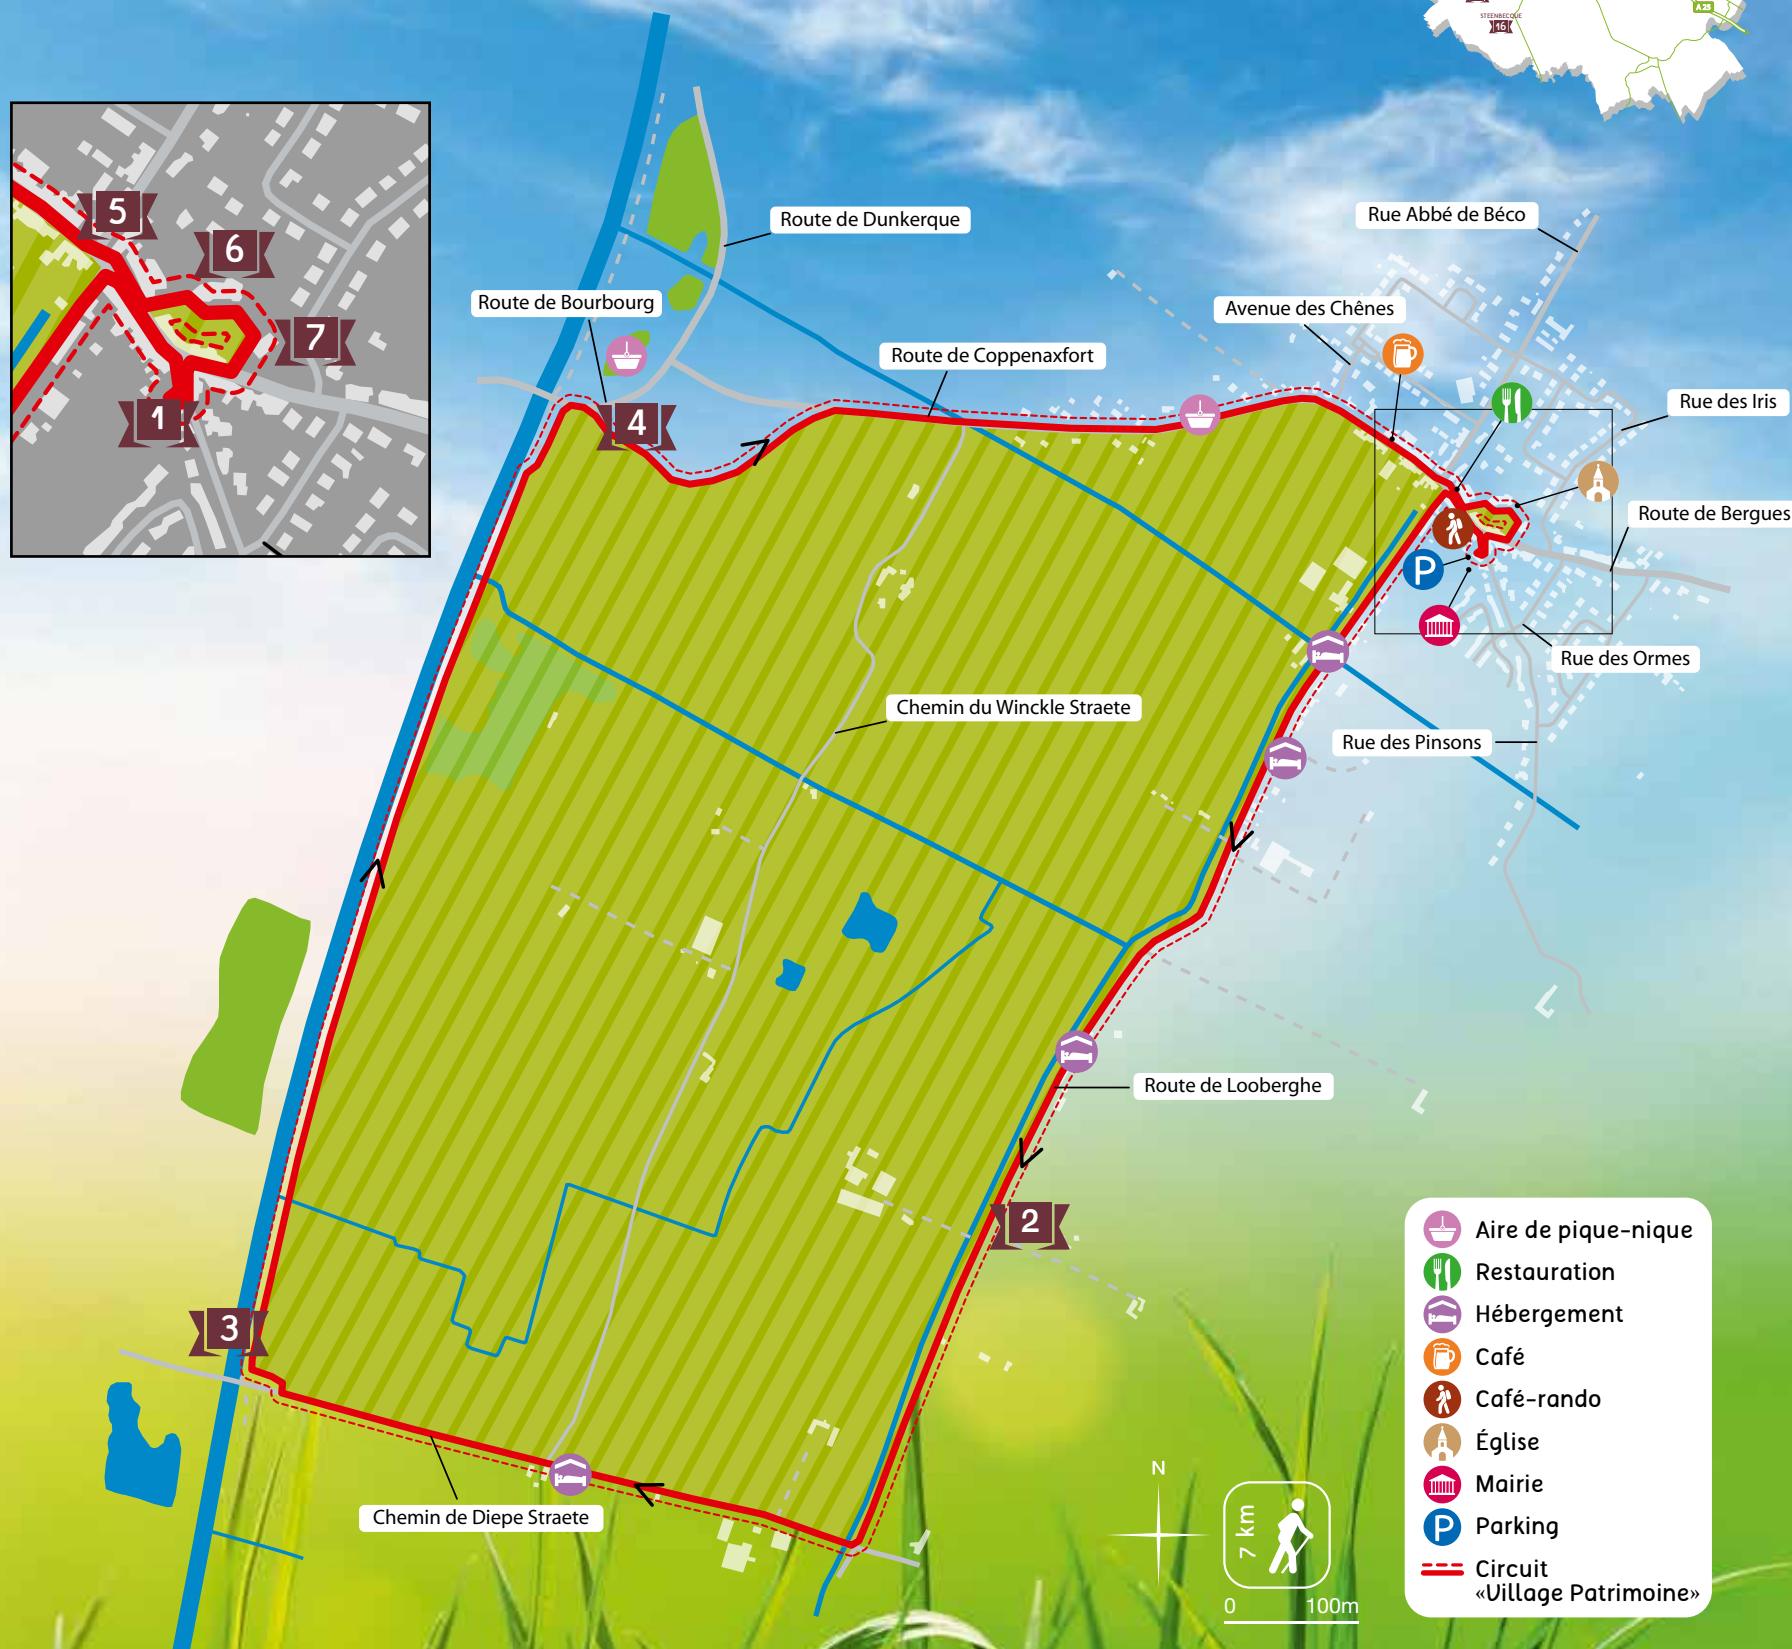 STEENBECQUE
16
A 25
5
6
7
1
Route de Dunkerque
Rue Abbé de Béco
Route de Bourbourg
Avenue des Chênes
Route de Coppenaxfort
Rue des Iris
4
Route de Bergues
P
Rue des Ormes
Chemin du Winckle Straete
Rue des Pinsons
Route de Looberghe
2
3
Chemin de Diepe Straete
Aire de pique-nique
Restauration
Hébergement
Café
Café-rando
Église
Mairie
P Parking
Circuit
«Village Patrimoine»
N
7 km
0 100m